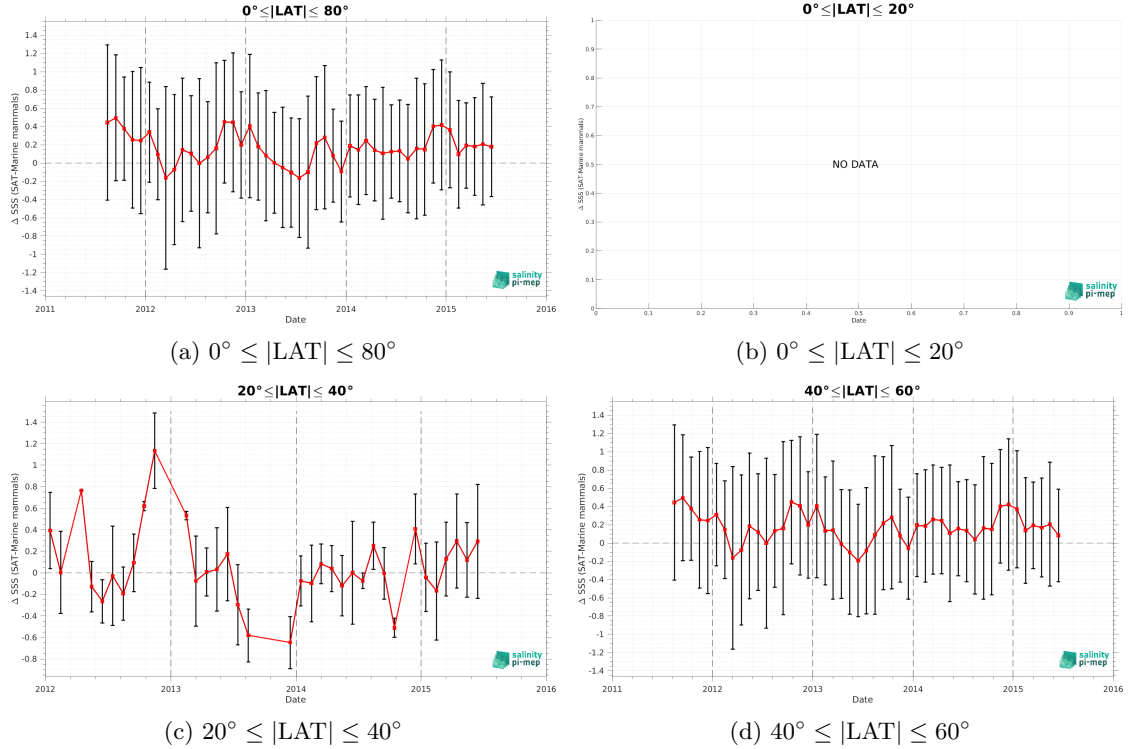 0°≤|LAT|≤ 80°
Δ SSS (SAT-Marine mammals)
1.4
1.2
1
0.8
0.6
0.4
0.2
0
-0.2
-0.4
-0.6
-0.8
-1
-1.2
-1.4
2011 2012 2013 2014 2015 2016
Date
salinity
pi-mep
(a) 0° ≤ |LAT| ≤ 80°
0°≤|LAT|≤ 20°
Δ SSS (SAT-Marine mammals)
1
0.9
0.8
0.7
0.6
0.5
0.4
0.3
0.2
0.1
0
NO DATA
0 0.1 0.2 0.3 0.4 0.5 0.6 0.7 0.8 0.9 1
Date
salinity
pi-mep
(b) 0° ≤ |LAT| ≤ 20°
20°≤|LAT|≤ 40°
Δ SSS (SAT-Marine mammals)
1.4
1.2
1
0.8
0.6
0.4
0.2
0
-0.2
-0.4
-0.6
-0.8
2012 2013 2014 2015 2016
Date
salinity
pi-mep
(c) 20° ≤ |LAT| ≤ 40°
40°≤|LAT|≤ 60°
Δ SSS (SAT-Marine mammals)
1.4
1.2
1
0.8
0.6
0.4
0.2
0
-0.2
-0.4
-0.6
-0.8
-1
-1.2
-1.4
2011 2012 2013 2014 2015 2016
Date
salinity
pi-mep
(d) 40° ≤ |LAT| ≤ 60°